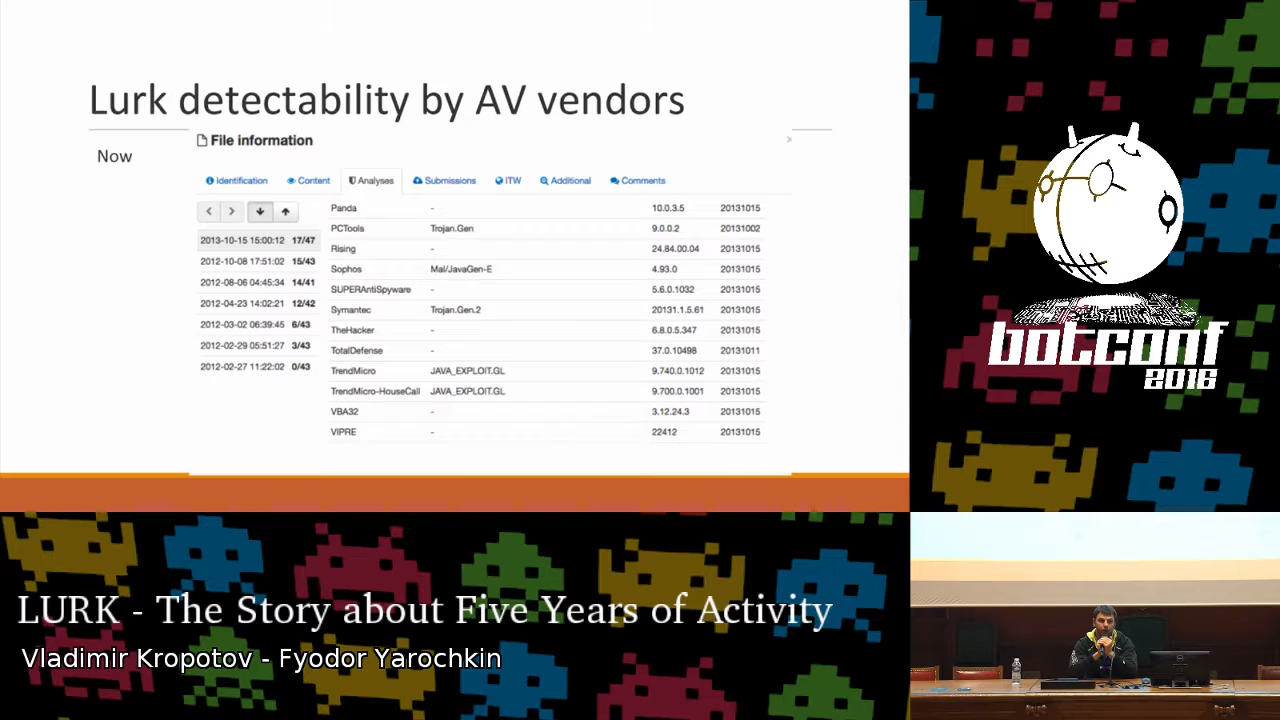 Lurk detectability by AV vendors
Now
File information
Identification Content Analyses Submissions ITW Additional Comments
2013-10-15 15:00:12 17/47
2012-10-08 17:51:02 15/43
2012-08-06 04:45:34 14/41
2012-04-23 14:02:21 12/42
2012-03-02 06:39:45 6/43
2012-02-29 05:51:27 3/43
2012-02-27 11:22:02 0/43
Panda - 10.0.3.5 20131015
PCTools Trojan.Gen 9.0.0.2 20131002
Rising - 24.84.00.04 20131015
Sophos Mal/JavaGen-E 4.93.0 20131015
SUPERAntiSpyware - 5.6.0.1032 20131015
Symantec Trojan.Gen.2 20131.1.5.61 20131015
TheHacker - 6.8.0.5.347 20131015
TotalDefense - 37.0.10498 20131011
TrendMicro JAVA_EXPLOIT.GL 9.740.0.1012 20131015
TrendMicro-HouseCall JAVA_EXPLOIT.GL 9.700.0.1001 20131015
VBA32 - 3.12.24.3 20131015
VIPRE - 22412 20131015
botconf
2016
LURK - The Story about Five Years of Activity
Vladimir Kropotov - Fyodor Yarochkin